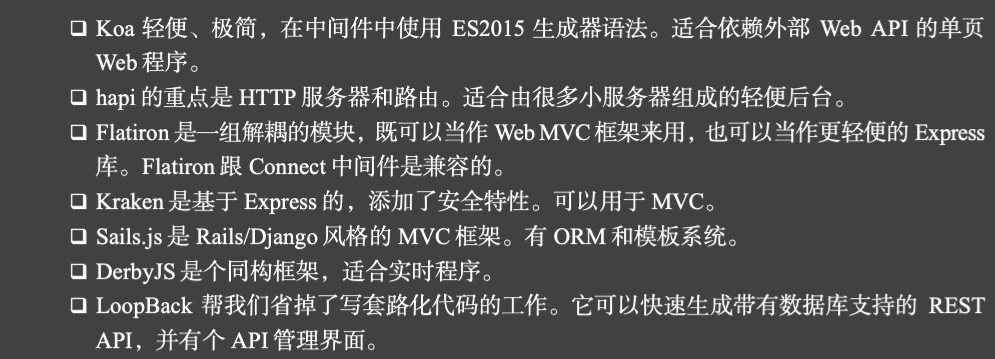 ❑ Koa 轻便、极简，在中间件中使用 ES2015 生成器语法。适合依赖外部 Web API 的单页
Web 程序。
❑ hapi 的重点是 HTTP 服务器和路由。适合由很多小服务器组成的轻便后台。
❑ Flatiron 是一组解耦的模块，既可以当作 Web MVC 框架来用，也可以当作更轻便的 Express
库。Flatiron 跟 Connect 中间件是兼容的。
❑ Kraken 是基于 Express 的，添加了安全特性。可以用于 MVC。
❑ Sails.js 是 Rails/Django 风格的 MVC 框架。有 ORM 和模板系统。
❑ DerbyJS 是个同构框架，适合实时程序。
❑ LoopBack 帮我们省掉了写套路化代码的工作。它可以快速生成带有数据库支持的 REST
API，并有个 API 管理界面。